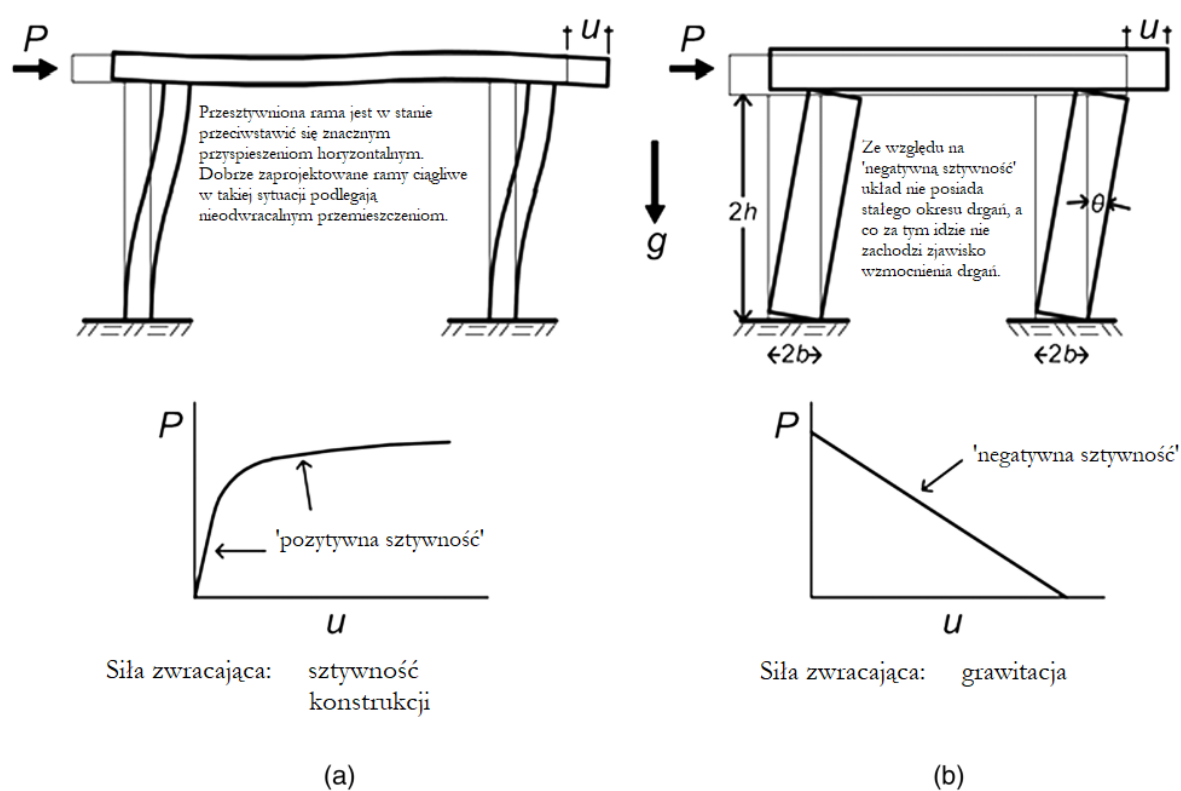 P
u
Przesztywniona rama jest w stanie
przeciwstawić się znacznym
przyspieszeniom horyzontalnym.
Dobrze zaprojektowane ramy ciągliwe
w takiej sytuacji podlegają
nieodwracalnym przemieszczeniom.
P
u
g
2h
Ze względu na
'negatywną sztywność'
układ nie posiada
stałego okresu drgań, a
co za tym idzie nie
zachodzi zjawisko
wzmocnienia drgań.
θ
2b
2b
P
'pozytywna sztywność'
u
Siła zwracająca: sztywność
konstrukcji
(a)
P
'negatywna sztywność'
u
Siła zwracająca: grawitacja
(b)